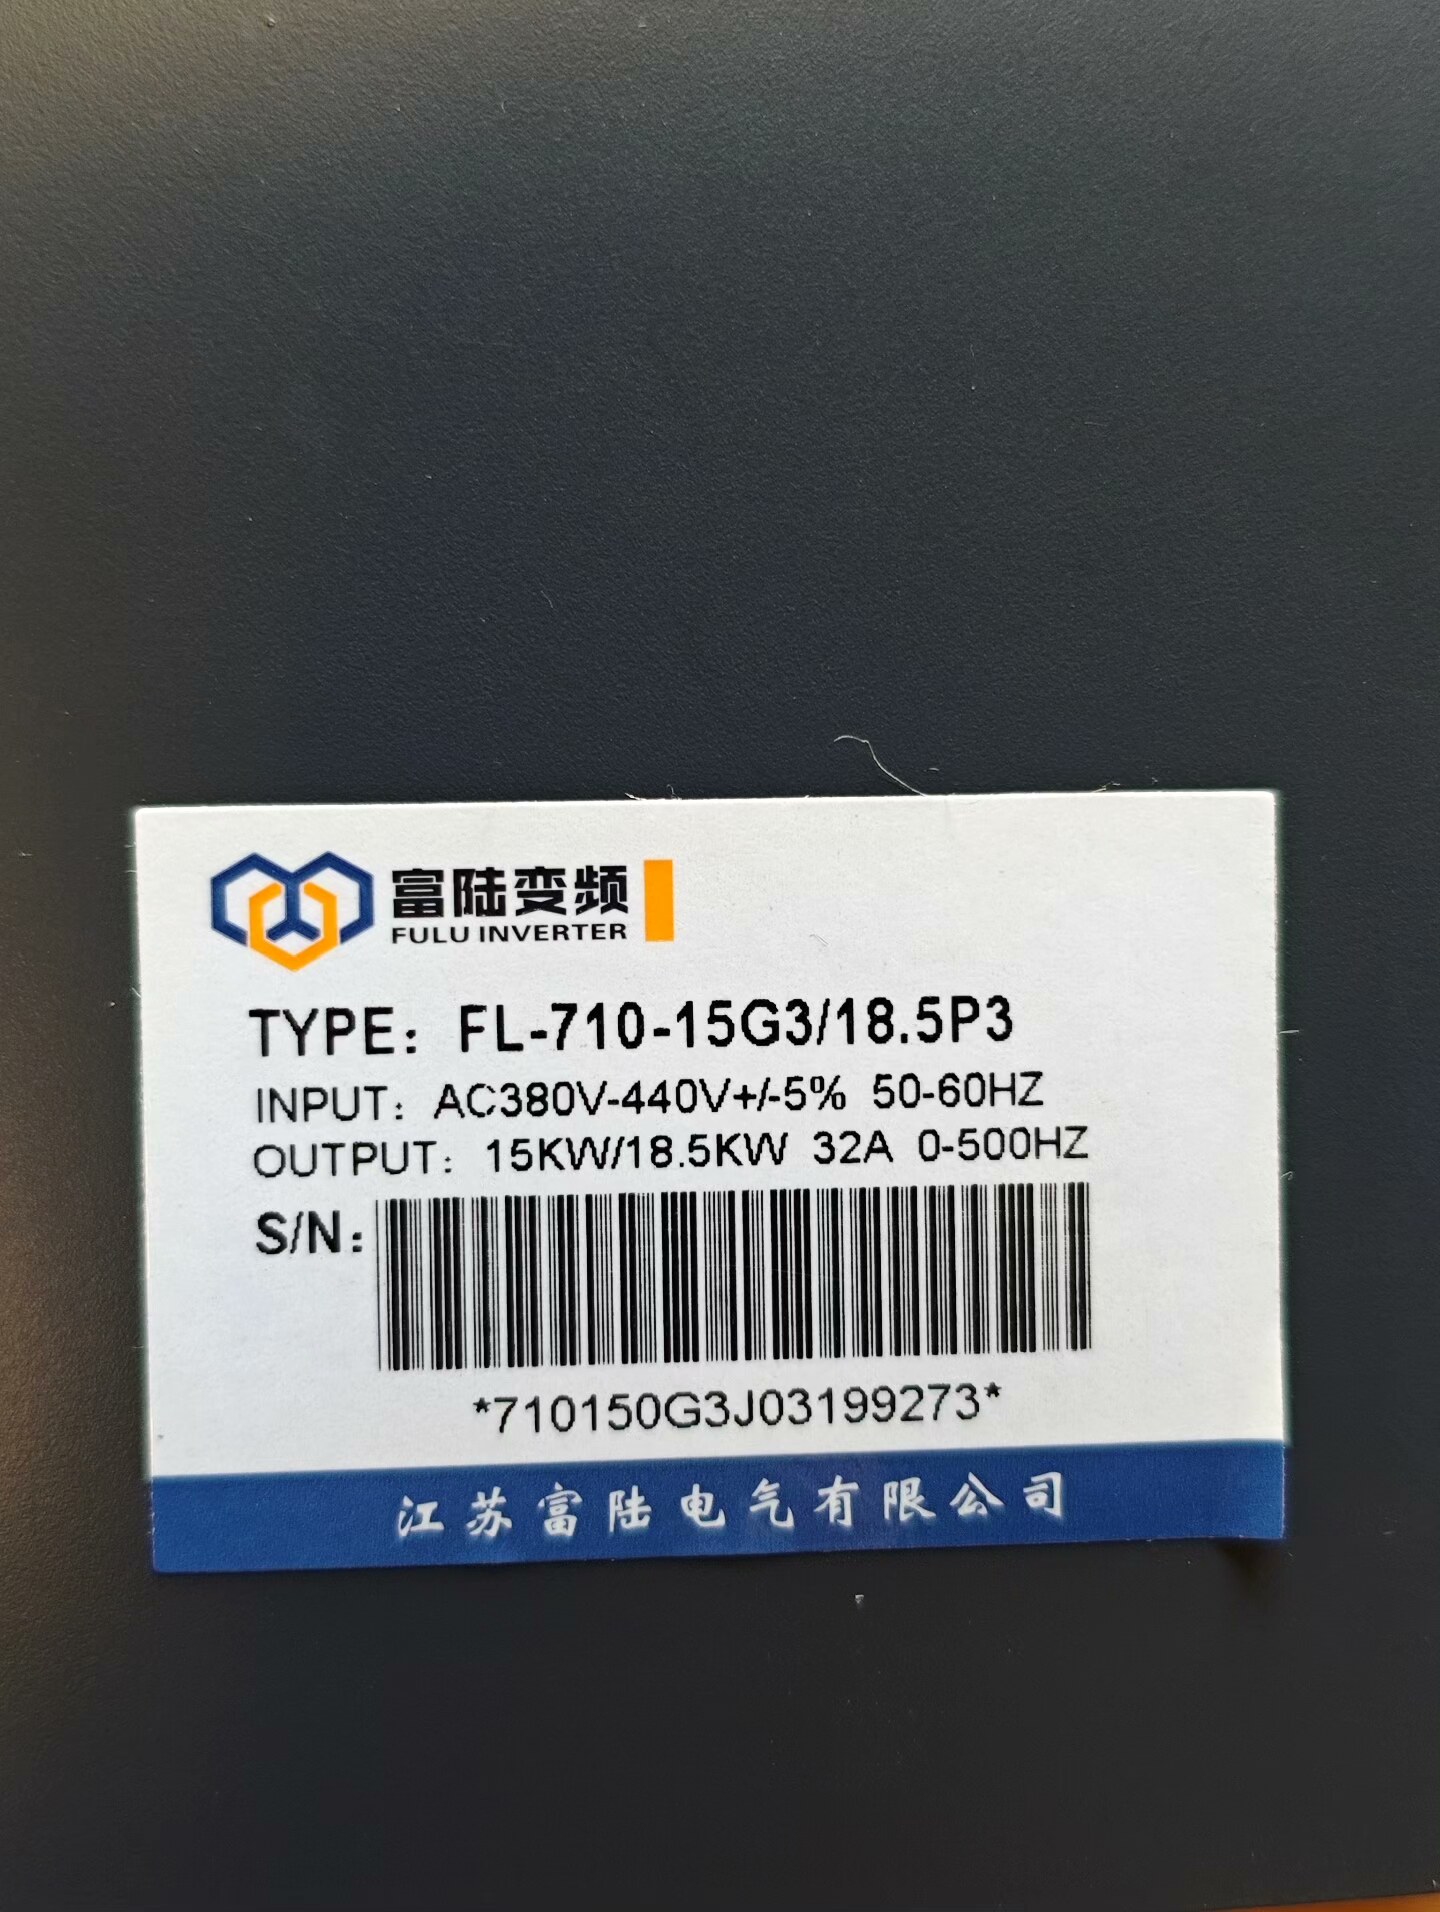 富陆变频
FULU INVERTER
TYPE: FL-710-15G3/18.5P3
INPUT: AC380V-440V+/-5% 50-60HZ
OUTPUT: 15KW/18.5KW 32A 0-500HZ
S/N:
*710150G3J03199273*
江苏富陆电气有限公司